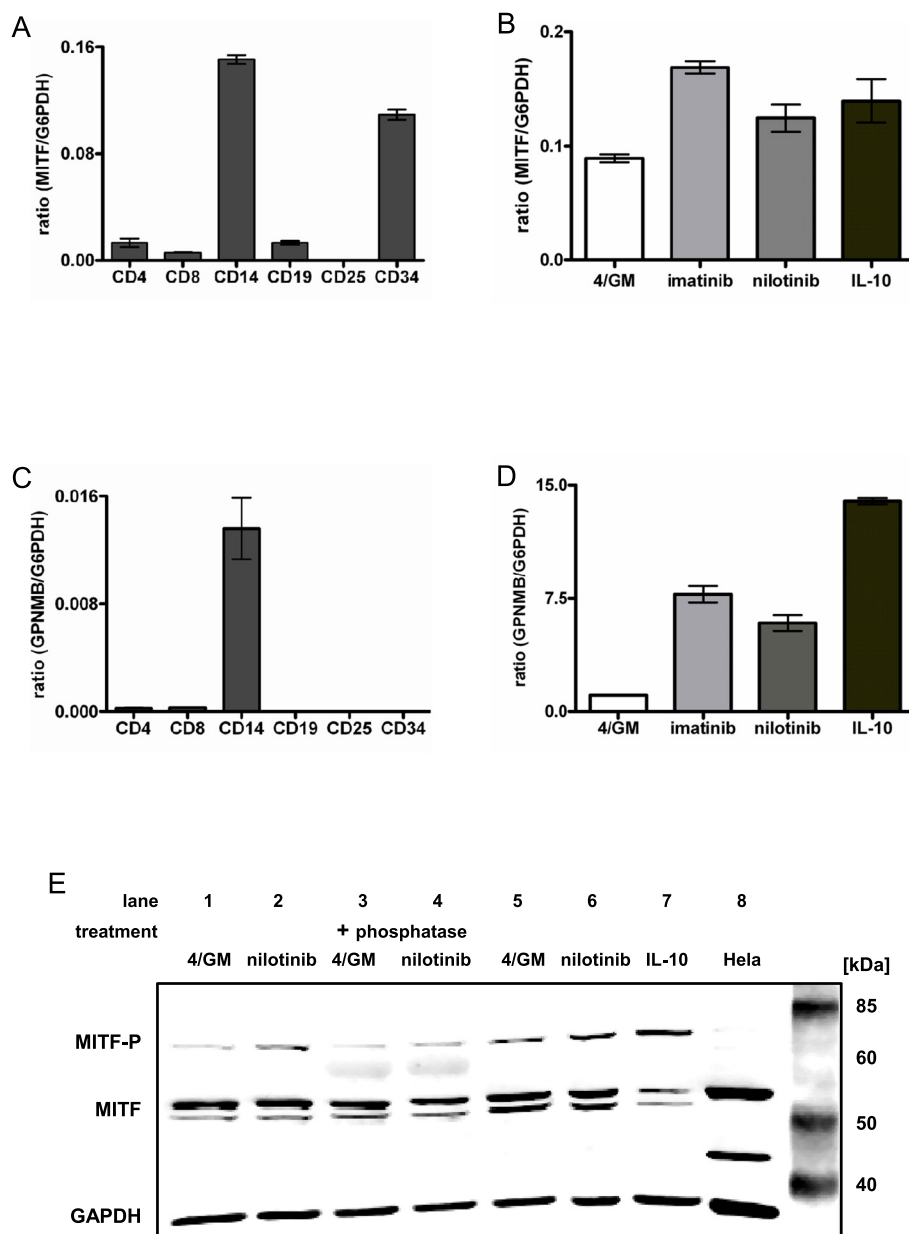 A
ratio (MITF/G6PDH)
0.16
0.08
0.00
CD4 CD8 CD14 CD19 CD25 CD34
B
ratio (MITF/G6PDH)
0.2
0.1
0.0
4/GM imatinib nilotinib IL-10
C
ratio (GPNMB/G6PDH)
0.016
0.008
0.000
CD4 CD8 CD14 CD19 CD25 CD34
D
ratio (GPNMB/G6PDH)
15.0
7.5
0.0
4/GM imatinib nilotinib IL-10
E
lane 1 2 3 4 5 6 7 8
treatment + phosphatase
4/GM nilotinib 4/GM nilotinib 4/GM nilotinib IL-10 Hela [kDa]
85
MITF-P
60
MITF
50
40
GAPDH